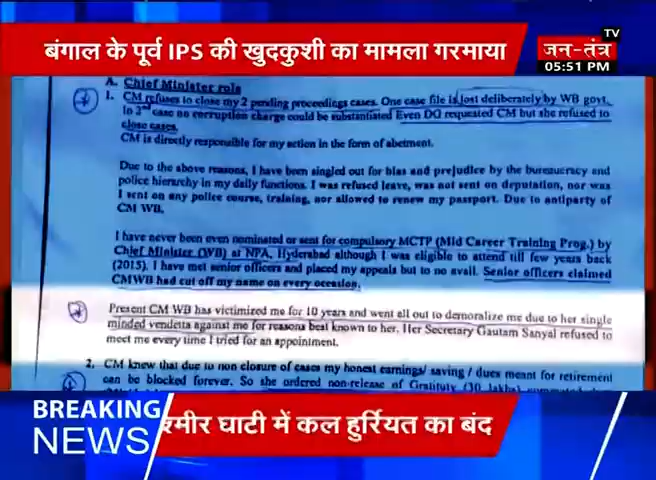 बंगाल के पूर्व IPS की खुदकुशी का मामला गरमाया
TV
जन-तंत्र
05:51 PM
A. Chief Minister role
1. CM refuses to close my 2 pending proceedings cases. One case file is lost deliberately by WB govt.
In 2nd case no corruption charge could be substantiated Even DG requested CM but she refused to
close cases.
CM is directly responsible for my action in the form of abetment.
Due to the above reasons, I have been singled out for bias and prejudice by the bureaucracy and
police hierarchy in my daily functions. I was refused leave, was not sent on deputation, nor was
I sent on any police course, training, nor allowed to renew my passport. Due to antiparty of
CM WB.
I have never been even nominated or sent for compulsory MCTP (Mid Career Training Prog.) by
Chief Minister (WB) at NPA, Hyderabad although I was eligible to attend till few years back
(2015). I have met senior officers and placed my appeals but to no avail. Senior officers claimed
CMWB had cut off my name on every occasion.
Present CM WB has victimized me for 10 years and went all out to demoralize me due to her single
minded vendetta against me for reasons best known to her. Her Secretary Gautam Sanyal refused to
meet me every time I tried for an appointment.
2. CM knew that due to non closure of cases my honest earnings/ saving / dues meant for retirement
can be blocked forever. So she ordered non-release of Gratituty (30 lakhs)
BREAKING
NEWS
श्मीर घाटी में कल हुर्रियत का बंद